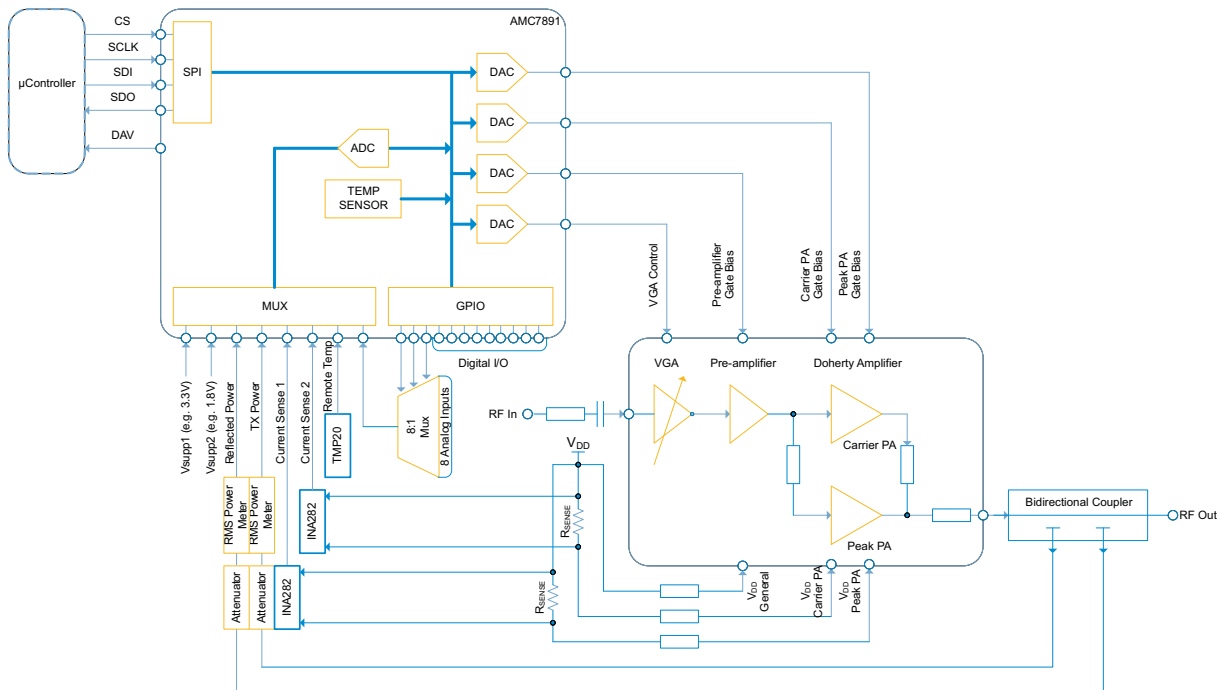 CS
SCLK
SDI
SDO
DAV
µController
AMC7891
SPI
DAC
DAC
DAC
DAC
ADC
TEMP
SENSOR
MUX
GPIO
Digital I/O
Vsupp1 (e.g. 3.3V)
Vsupp2 (e.g. 1.8V)
Reflected Power
TX Power
Current Sense 1
Current Sense 2
Remote Temp
TMP20
8:1
Mux
8 Analog Inputs
RMS Power
Meter
RMS Power
Meter
Attenuator
Attenuator
INA282
INA282
VDD
RSENSE
RSENSE
VGA Control
Pre-amplifier
Gate Bias
Carrier PA
Gate Bias
Peak PA
Gate Bias
RF In
VGA
Pre-amplifier
Doherty Amplifier
Carrier PA
Peak PA
VDD
General
VDD
Carrier PA
VDD
Peak PA
Bidirectional Coupler
RF Out